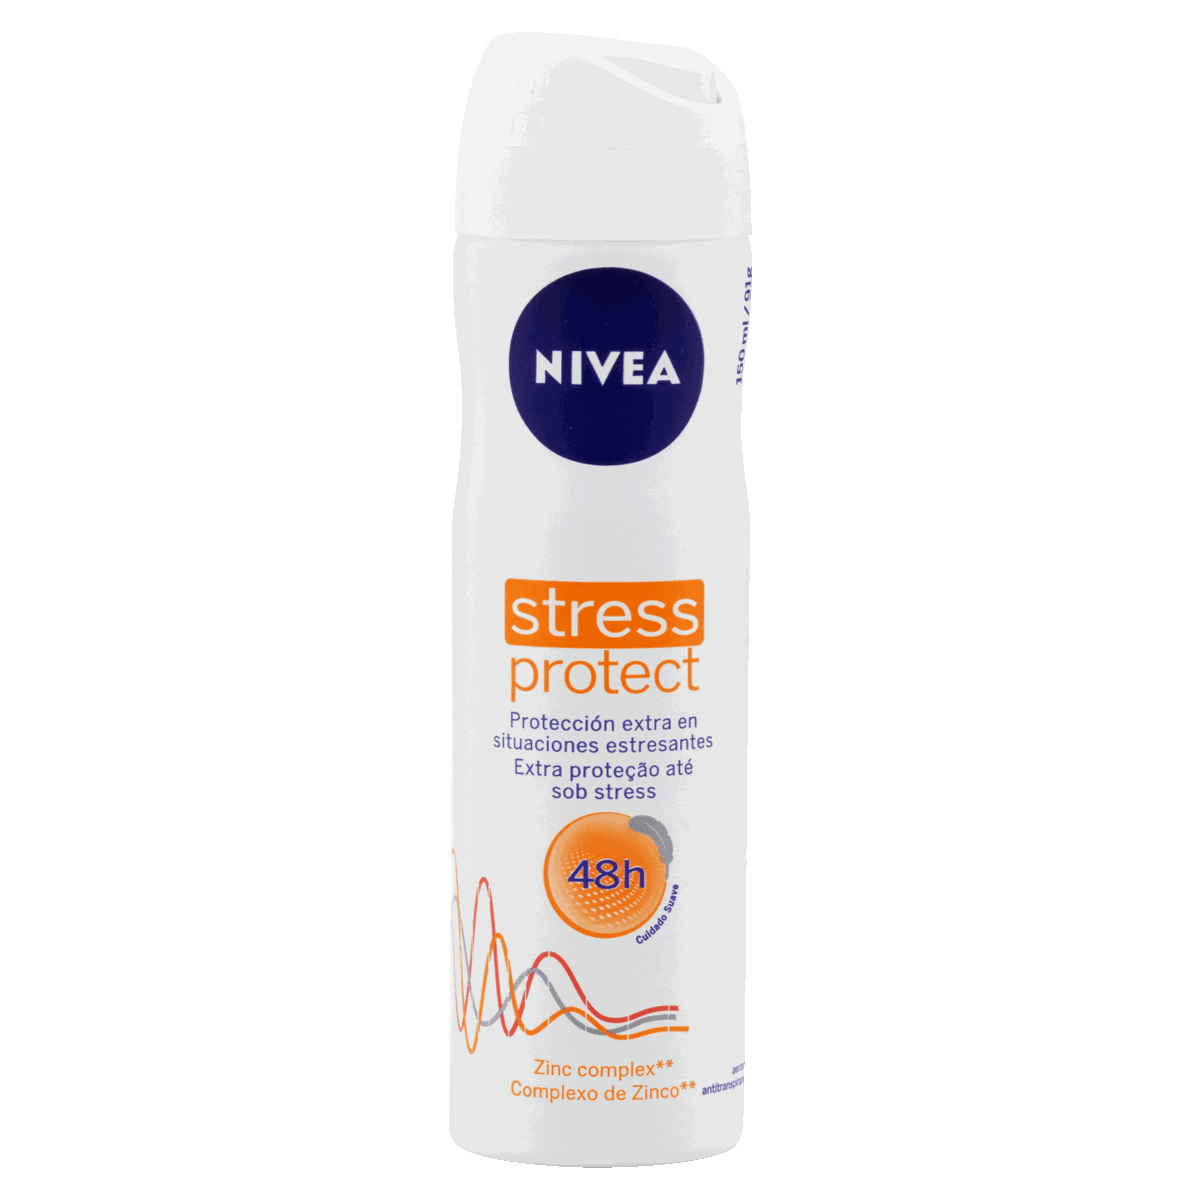 NIVEA
150 ml / 91g
stress
protect
Protección extra en
situaciones estresantes
Extra proteção até
sob stress
48h
Cuidado Suave
Zinc complex**
Complexo de Zinco**